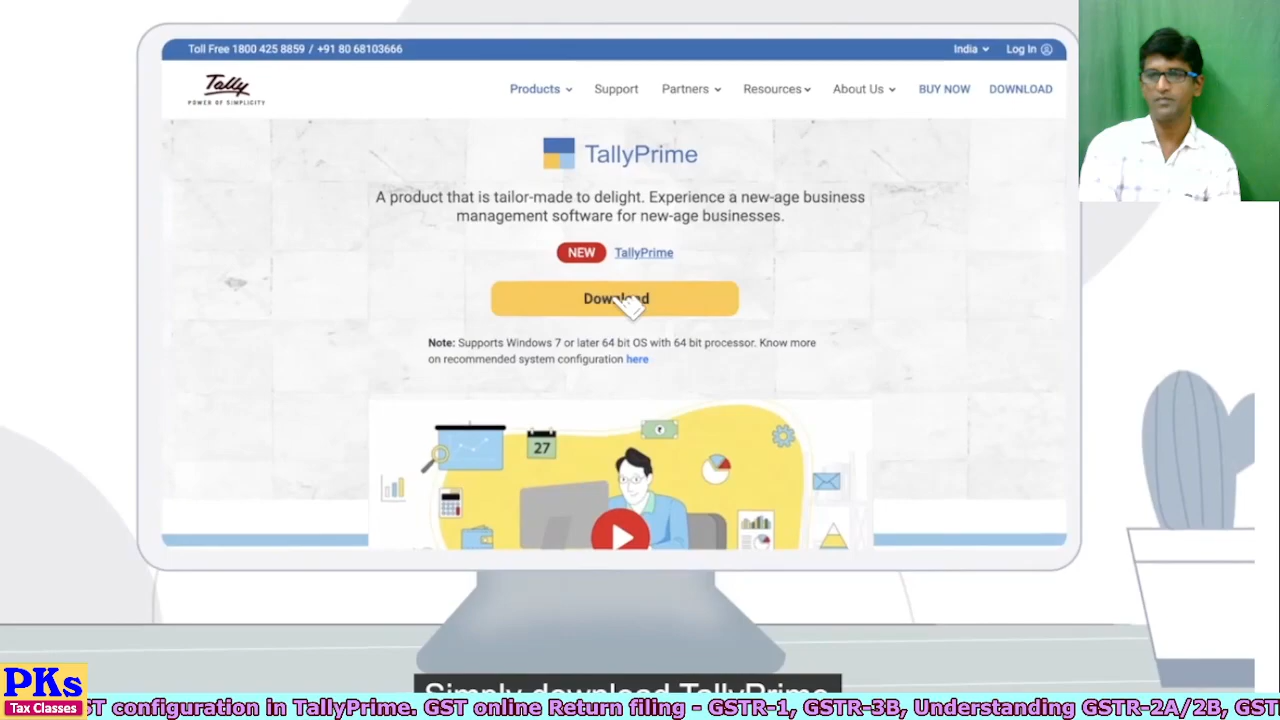 Toll Free 1800 425 8859 / +91 80 68103666
India
Log In
Tally
POWER OF SIMPLICITY
Products
Support
Partners
Resources
About Us
BUY NOW
DOWNLOAD
TallyPrime
A product that is tailor-made to delight. Experience a new-age business
management software for new-age businesses.
NEW TallyPrime
Download
Note: Supports Windows 7 or later 64 bit OS with 64 bit processor. Know more
on recommended system configuration here
27
Simply download TallyPrime
PKs
Tax Classes
ST configuration in TallyPrime. GST online Return filing - GSTR-1, GSTR-3B, Understanding GSTR-2A/2B, GST